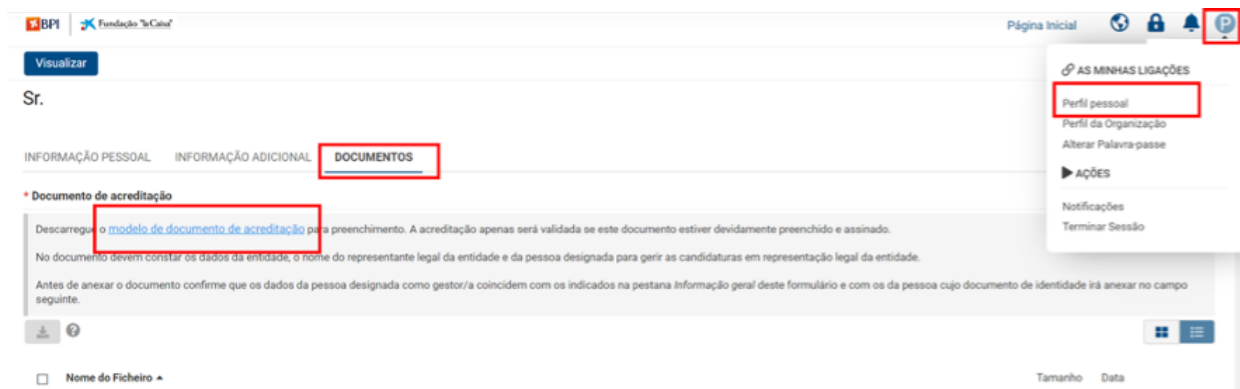 BPI Fundação "la Caixa" Página Inicial P
Visualizar
Sr.
AS MINHAS LIGAÇÕES
Perfil pessoal
Perfil da Organização
Alterar Palavra-passe
AÇÕES
Notificações
Terminar Sessão
INFORMAÇÃO PESSOAL INFORMAÇÃO ADICIONAL DOCUMENTOS
* Documento de acreditação
Descarregue o modelo de documento de acreditação para preenchimento. A acreditação apenas será validada se este documento estiver devidamente preenchido e assinado.
No documento devem constar os dados da entidade, o nome do representante legal da entidade e da pessoa designada para gerir as candidaturas em representação legal da entidade.
Antes de anexar o documento confirme que os dados da pessoa designada como gestor/a coincidem com os indicados na pestana Informação geral deste formulário e com os da pessoa cujo documento de identidade irá anexar no campo
seguinte.
Nome do Ficheiro Tamanho Data